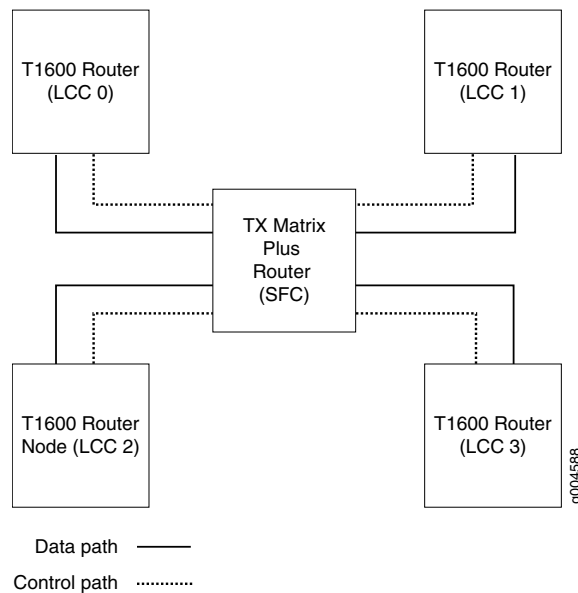 T1600 Router
(LCC 0)
T1600 Router
(LCC 1)
TX Matrix
Plus
Router
(SFC)
T1600 Router
Node (LCC 2)
T1600 Router
(LCC 3)
g004588
Data path
Control path